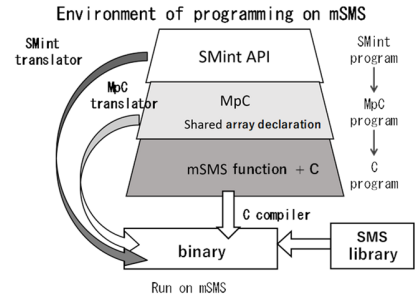 Environment of programming on mSMS
SMint
translator
SMint API
SMint
program
MpC
translator
MpC
Shared array declaration
MpC
program
mSMS function + C
C
program
C compiler
binary
SMS
library
Run on mSMS